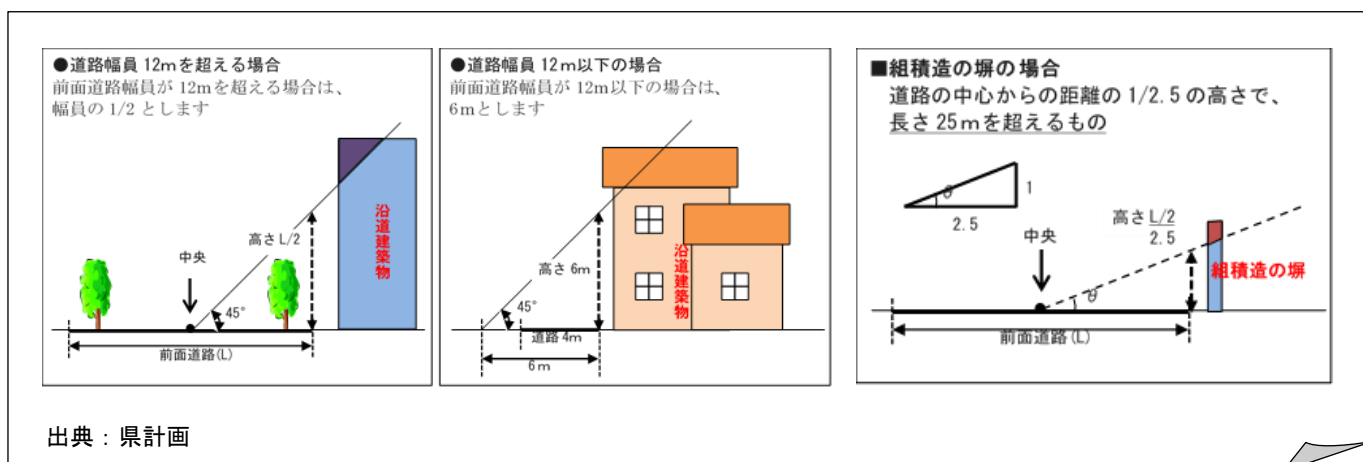 ●道路幅員 12mを超える場合
前面道路幅員が 12mを超える場合は、
幅員の 1/2 とします
沿道建築物
高さ L/2
中央
45°
前面道路(L)
●道路幅員 12m以下の場合
前面道路幅員が 12m以下の場合は、
6mとします
沿道建築物
高さ 6m
45°
道路 4m
6m
■組積造の塀の場合
道路の中心からの距離の 1/2.5 の高さで、
長さ 25mを超えるもの
θ
1
2.5
高さ L/2
2.5
中央
組積造の塀
θ
前面道路(L)
出典:県計画